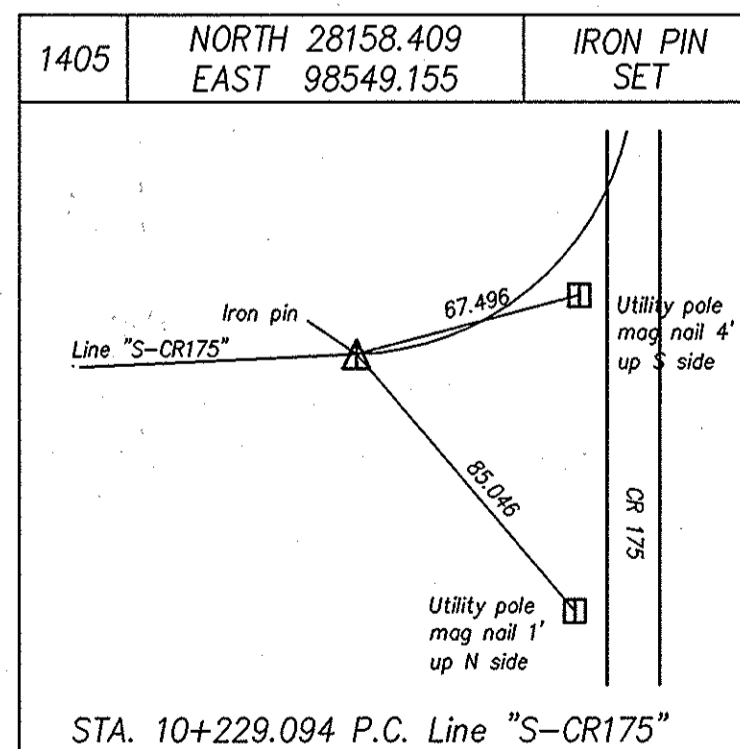 1405
NORTH 28158.409
EAST 98549.155
IRON PIN
SET
67.496
Iron pin
Utility pole
mag nail 4'
up S side
Line "S-CR175"
85.046
CR 175
Utility pole
mag nail 1'
up N side
STA. 10+229.094 P.C. Line "S-CR175"